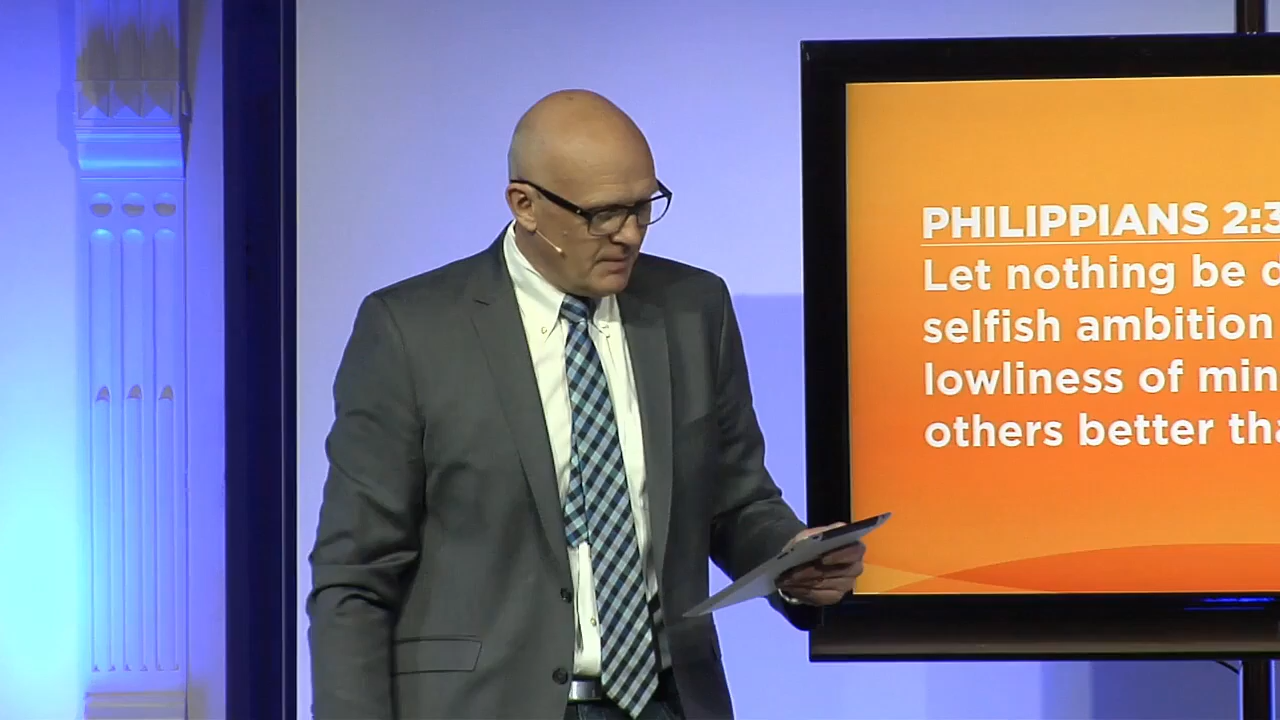 PHILIPPIANS 2:3
Let nothing be
selfish ambition
lowliness of
others better